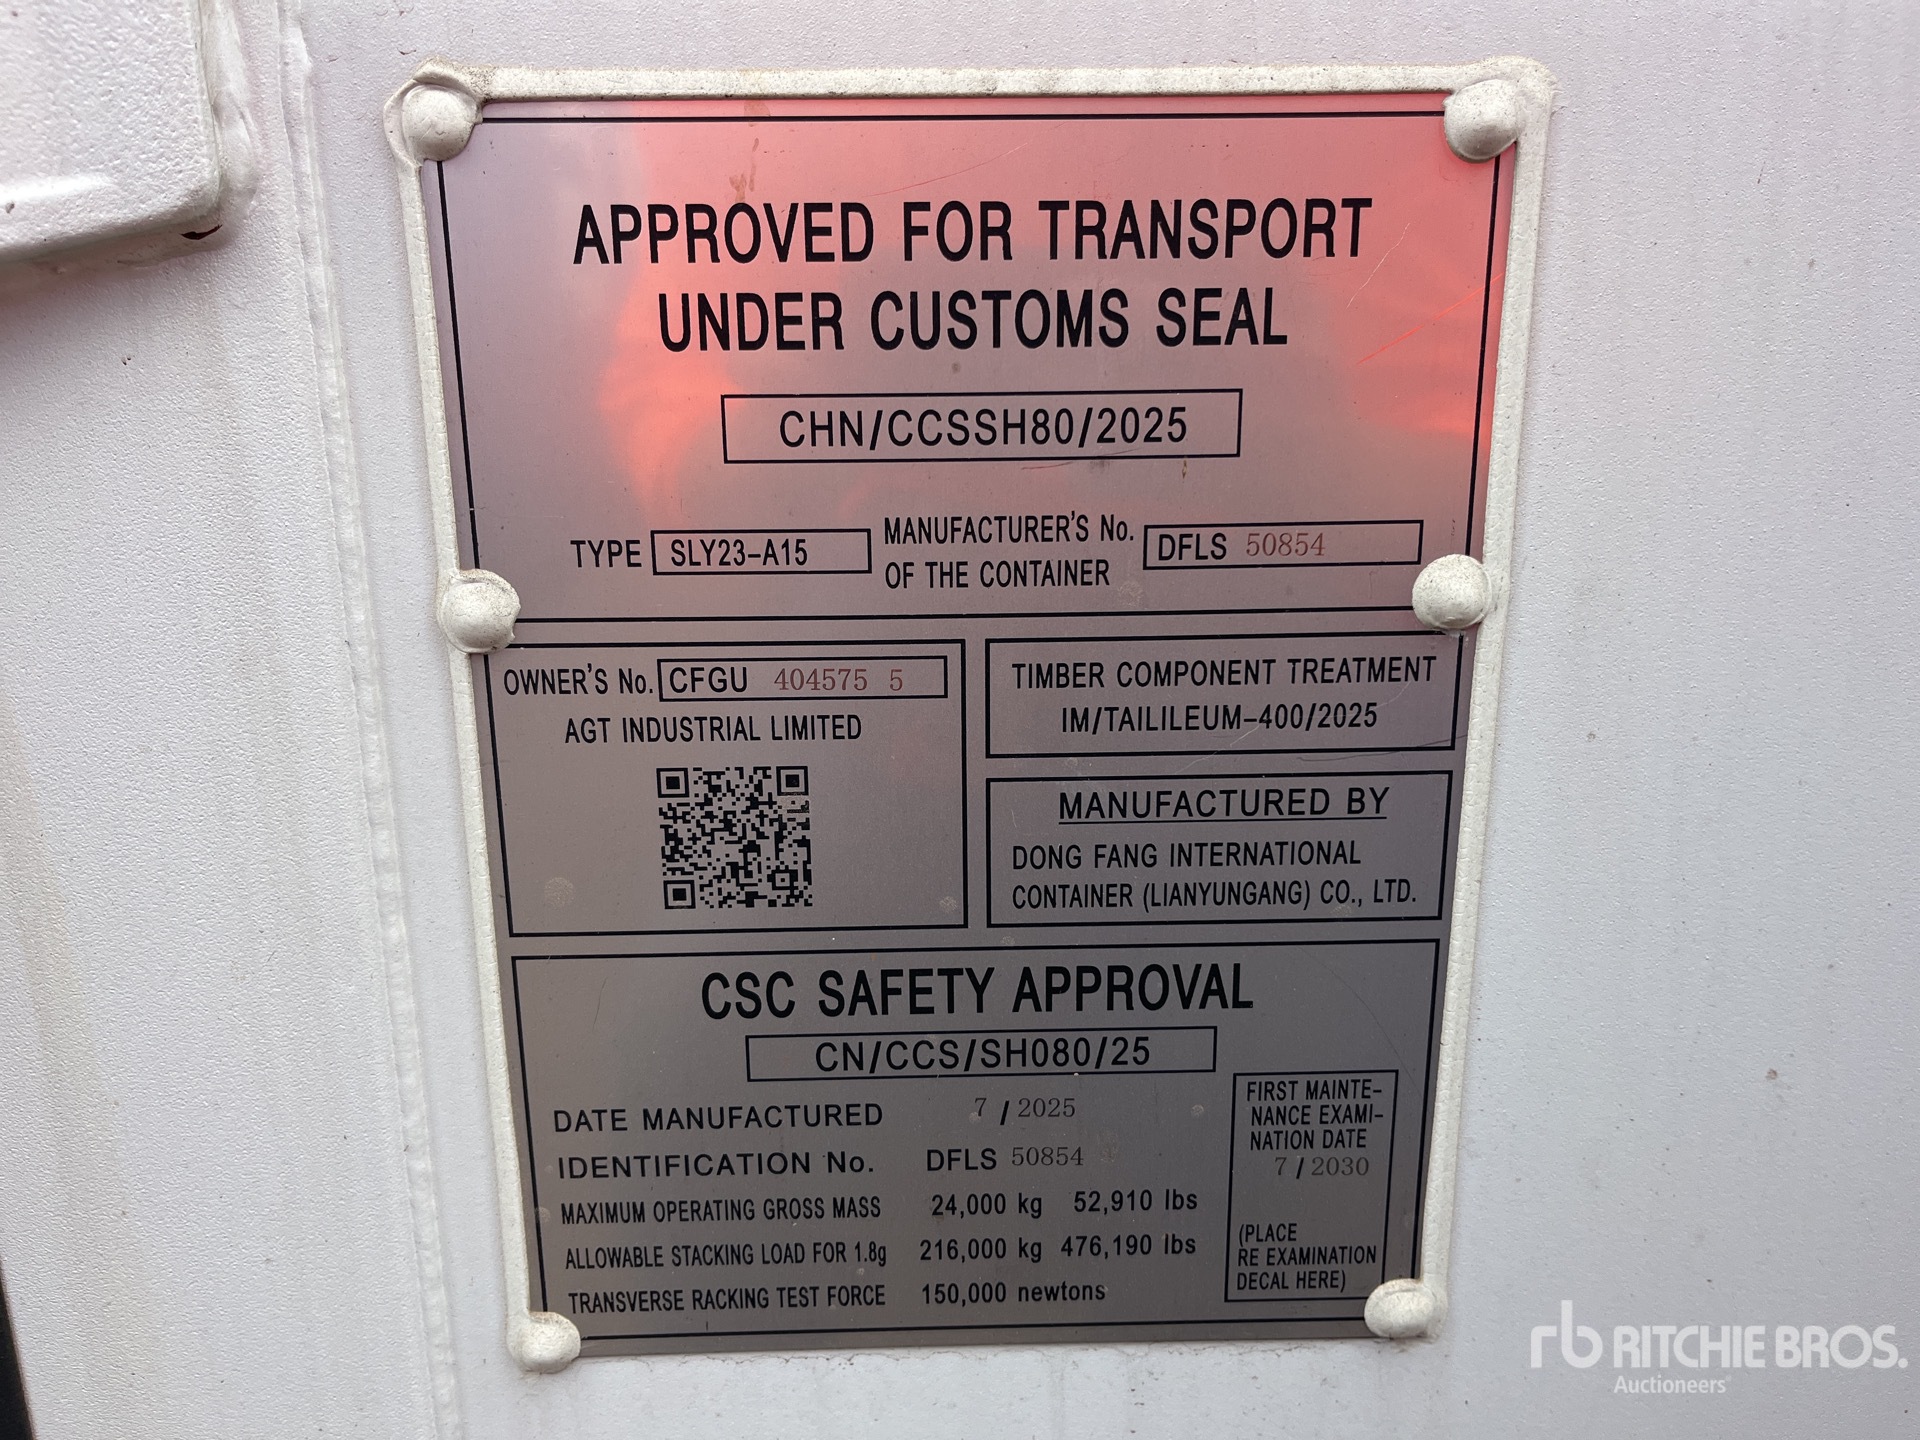 APPROVED FOR TRANSPORT
UNDER CUSTOMS SEAL
CHN/CCSSH80/2025
TYPE SLY23-A15 MANUFACTURER'S No. DFLS 50854
OF THE CONTAINER
OWNER'S No. CFGU 404575 5
AGT INDUSTRIAL LIMITED
TIMBER COMPONENT TREATMENT
IM/TAILILEUM-400/2025
MANUFACTURED BY
DONG FANG INTERNATIONAL
CONTAINER (LIANYUNGANG) CO., LTD.
CSC SAFETY APPROVAL
CN/CCS/SH080/25
DATE MANUFACTURED 7 / 2025
IDENTIFICATION No. DFLS 50854
MAXIMUM OPERATING GROSS MASS 24,000 kg 52,910 lbs
ALLOWABLE STACKING LOAD FOR 1.8g 216,000 kg 476,190 lbs
TRANSVERSE RACKING TEST FORCE 150,000 newtons
FIRST MAINTE-
NANCE EXAMI-
NATION DATE
7 / 2030
(PLACE
RE EXAMINATION
DECAL HERE)
rb RITCHIE BROS.
Auctioneers